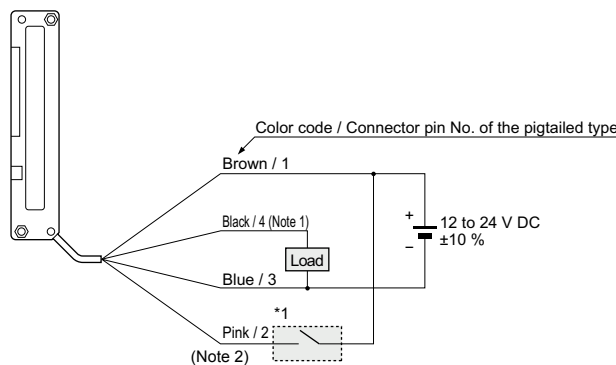 Color code / Connector pin No. of the pigtailed type
Brown / 1
Black / 4 (Note 1)
+
12 to 24 V DC
±10 %
−
Load
Blue / 3
*1
Pink / 2
(Note 2)